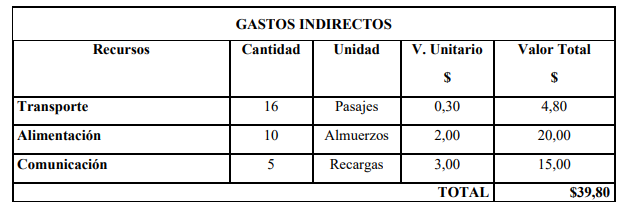 GASTOS INDIRECTOS
Recursos Cantidad Unidad V. Unitario Valor Total
$ $
Transporte 16 Pasajes 0,30 4,80
Alimentación 10 Almuerzos 2,00 20,00
Comunicación 5 Recargas 3,00 15,00
TOTAL $39,80